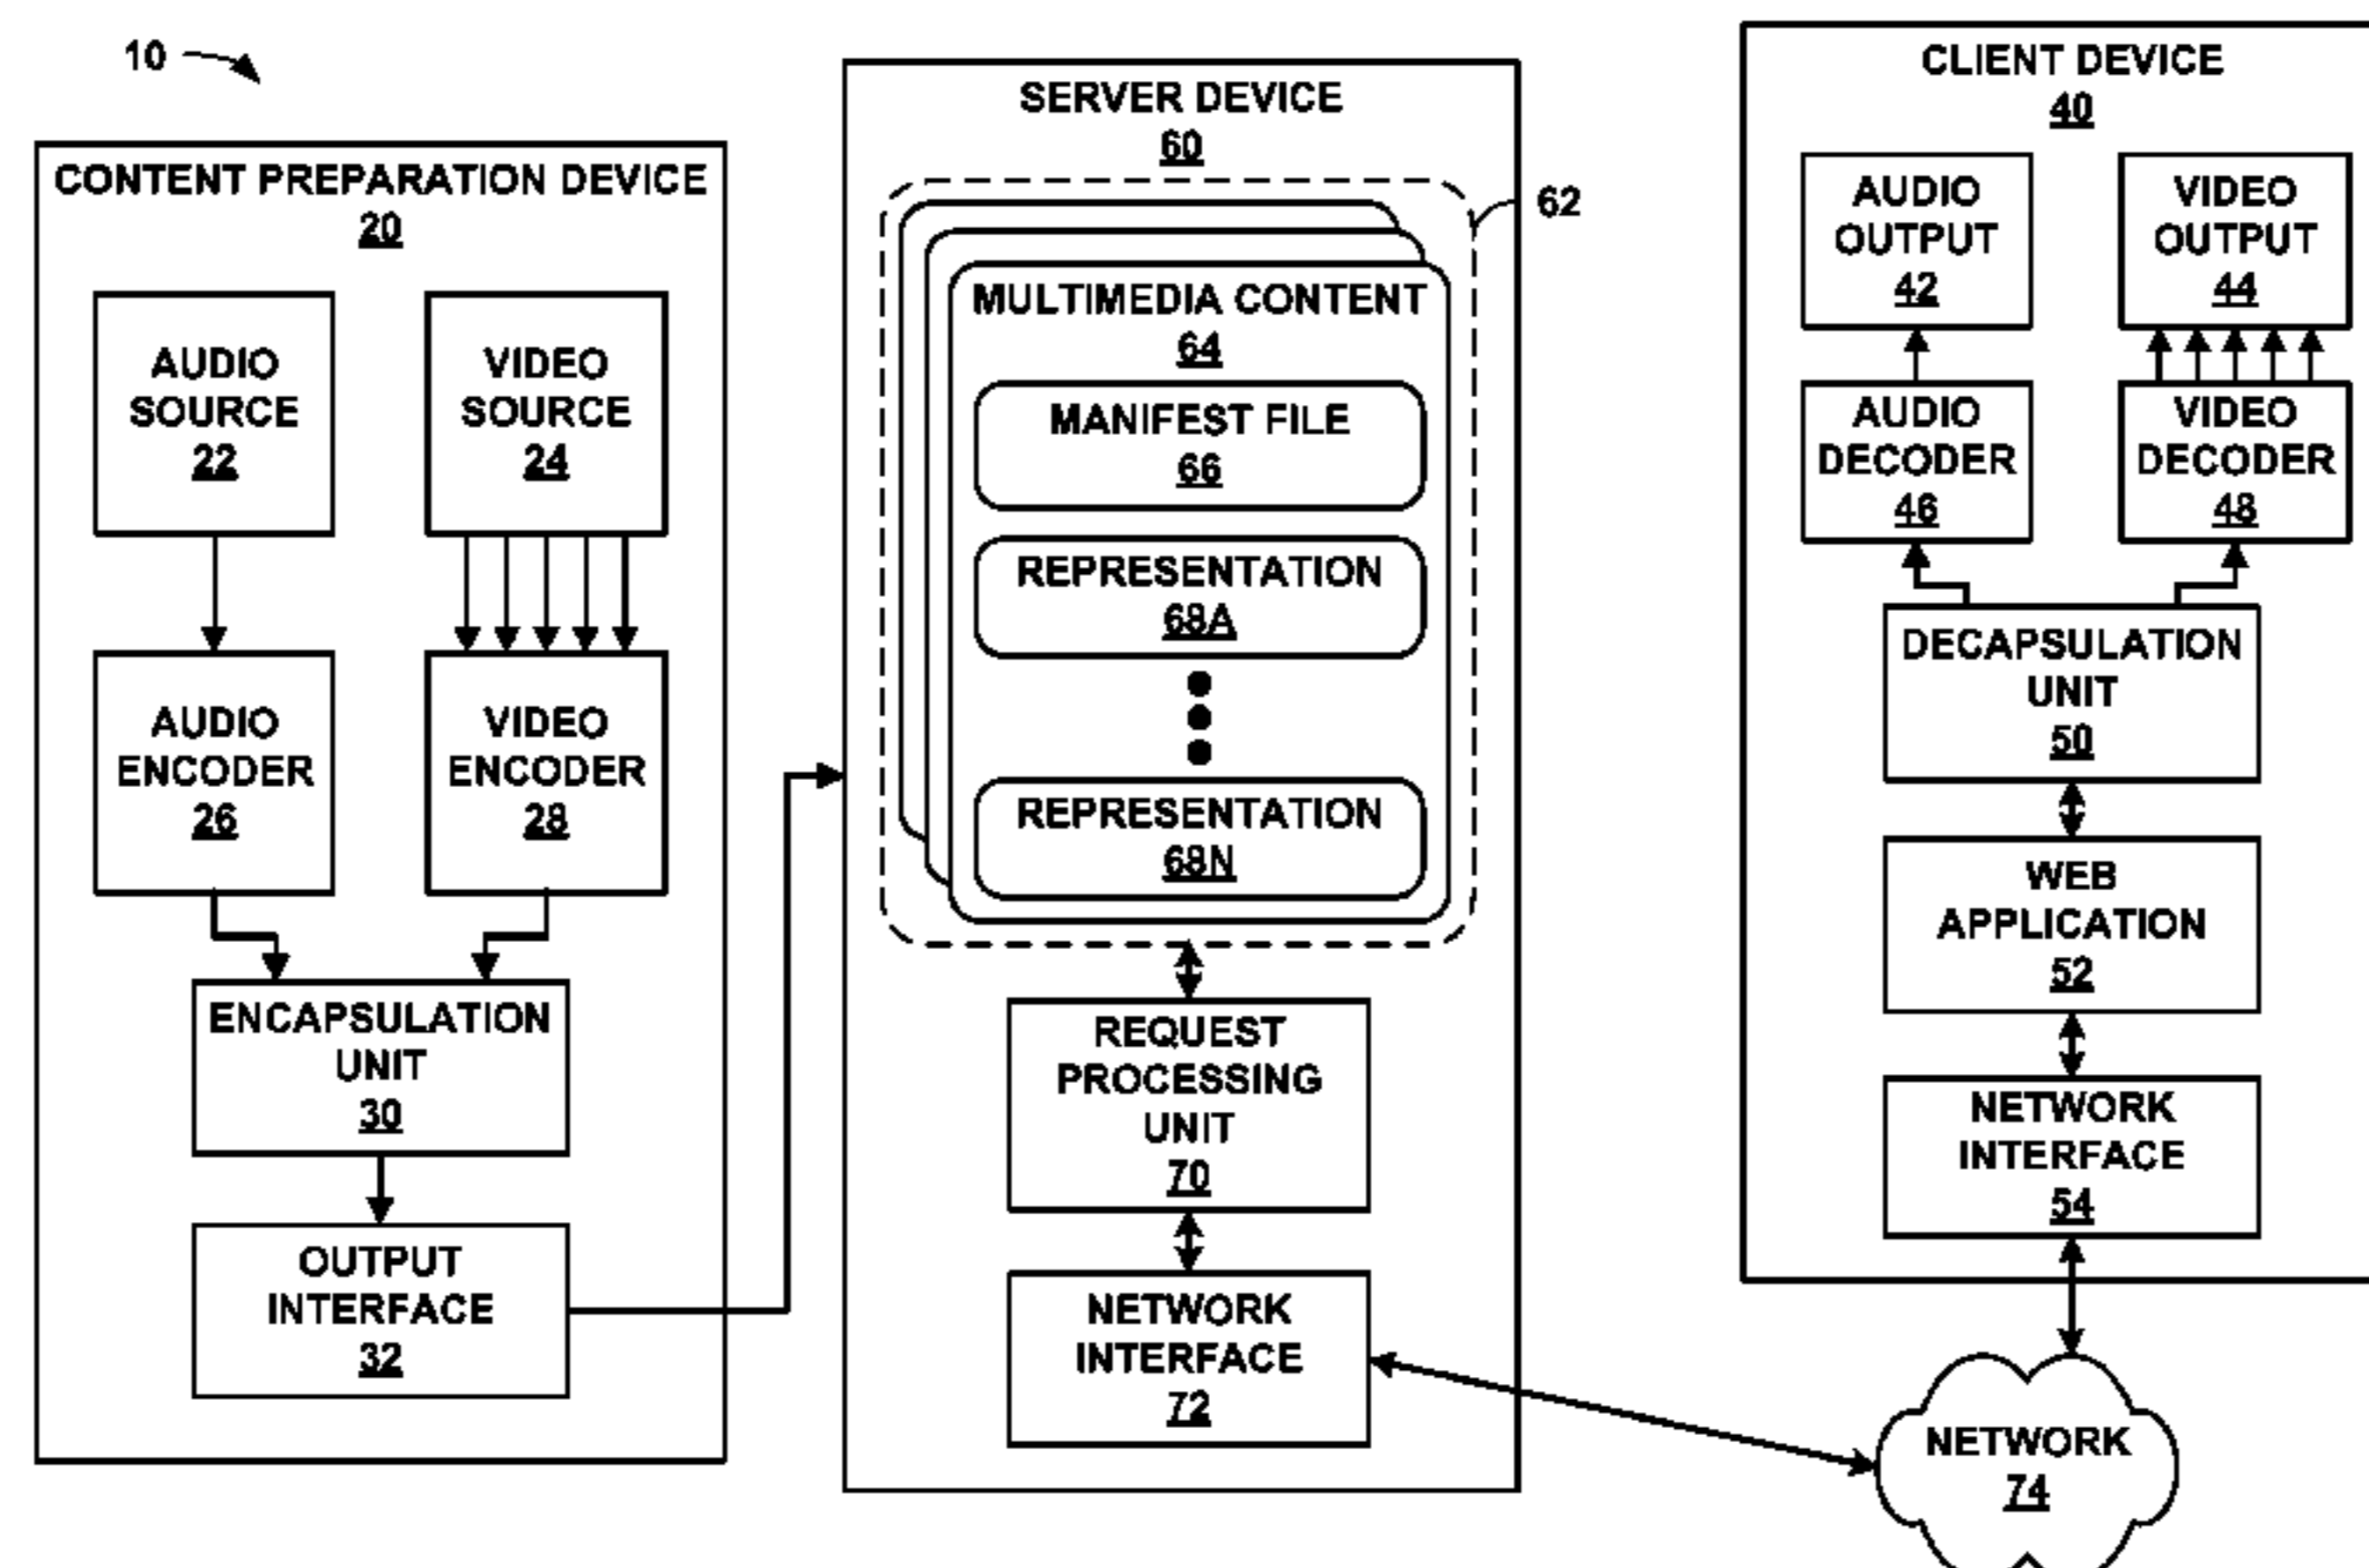 10
CONTENT PREPARATION DEVICE
20
AUDIO
SOURCE
22
VIDEO
SOURCE
24
AUDIO
ENCODER
26
VIDEO
ENCODER
28
ENCAPSULATION
UNIT
30
OUTPUT
INTERFACE
32
SERVER DEVICE
60
62
MULTIMEDIA CONTENT
64
MANIFEST FILE
66
REPRESENTATION
68A
REPRESENTATION
68N
REQUEST
PROCESSING
UNIT
70
NETWORK
INTERFACE
72
CLIENT DEVICE
40
AUDIO
OUTPUT
42
VIDEO
OUTPUT
44
AUDIO
DECODER
46
VIDEO
DECODER
48
DECAPSULATION
UNIT
50
WEB
APPLICATION
52
NETWORK
INTERFACE
54
NETWORK
74